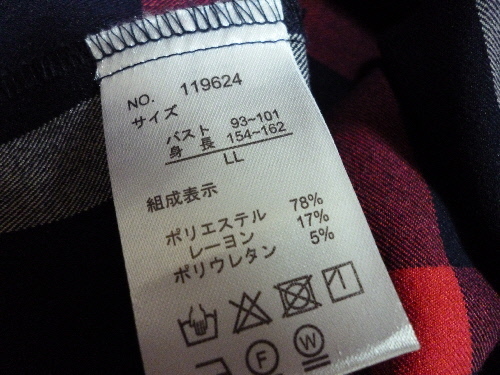 NO. 119624
サイズ
バスト 93~101
身長 154~162
LL
組成表示
ポリエステル 78%
レーヨン 17%
ポリウレタン 5%
F W